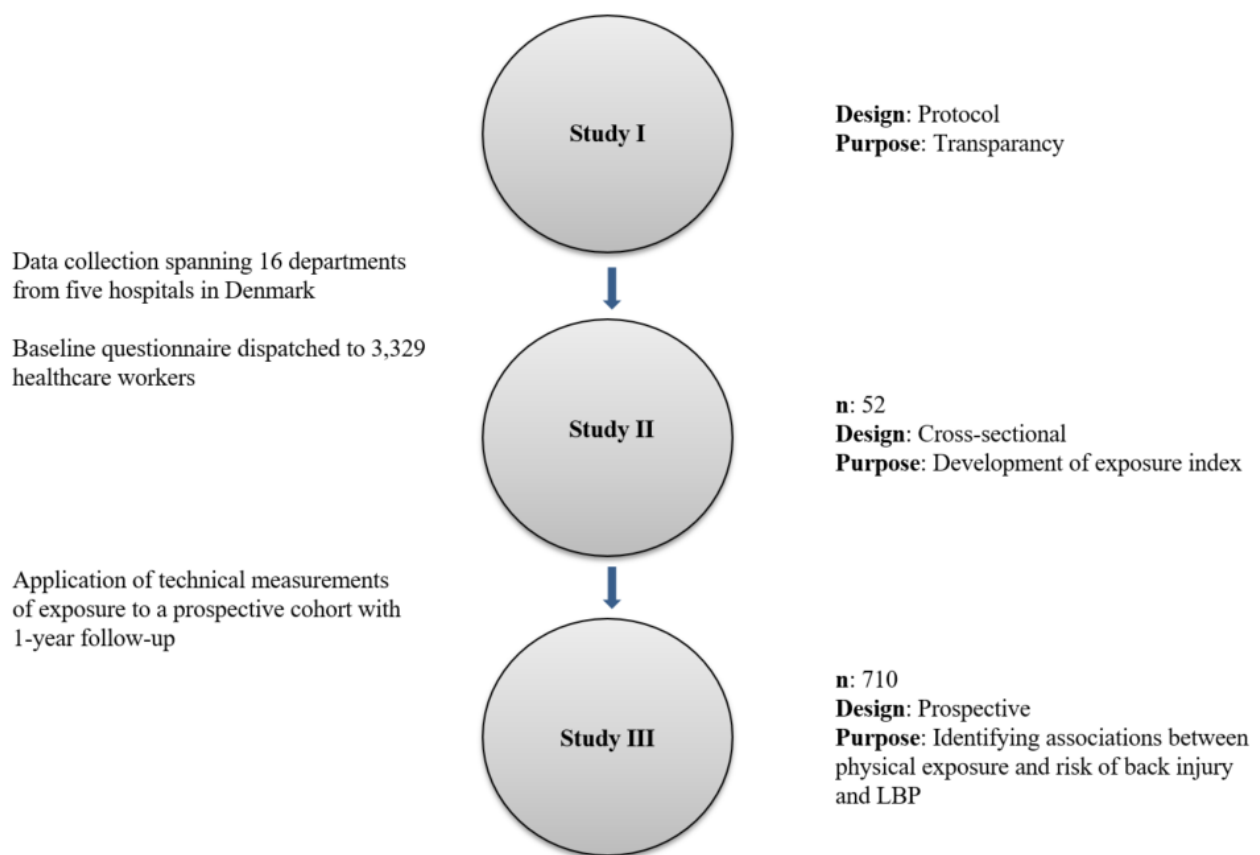 Study I
Design: Protocol
Purpose: Transparancy
Data collection spanning 16 departments
from five hospitals in Denmark
Baseline questionnaire dispatched to 3,329
healthcare workers
Study II
n: 52
Design: Cross-sectional
Purpose: Development of exposure index
Application of technical measurements
of exposure to a prospective cohort with
1-year follow-up
Study III
n: 710
Design: Prospective
Purpose: Identifying associations between
physical exposure and risk of back injury
and LBP